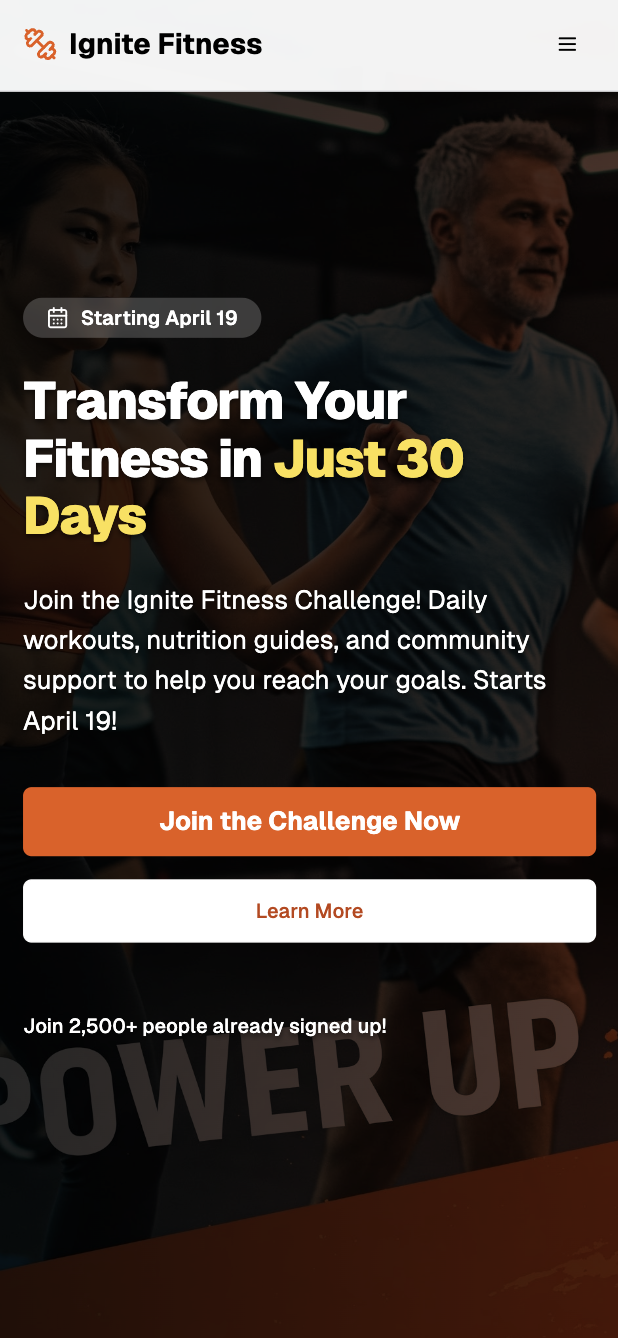 Ignite Fitness
Starting April 19
Transform Your
Fitness in Just 30
Days
Join the Ignite Fitness Challenge! Daily
workouts, nutrition guides, and community
support to help you reach your goals. Starts
April 19!
Join the Challenge Now
Learn More
Join 2,500+ people already signed up!
POWER UP